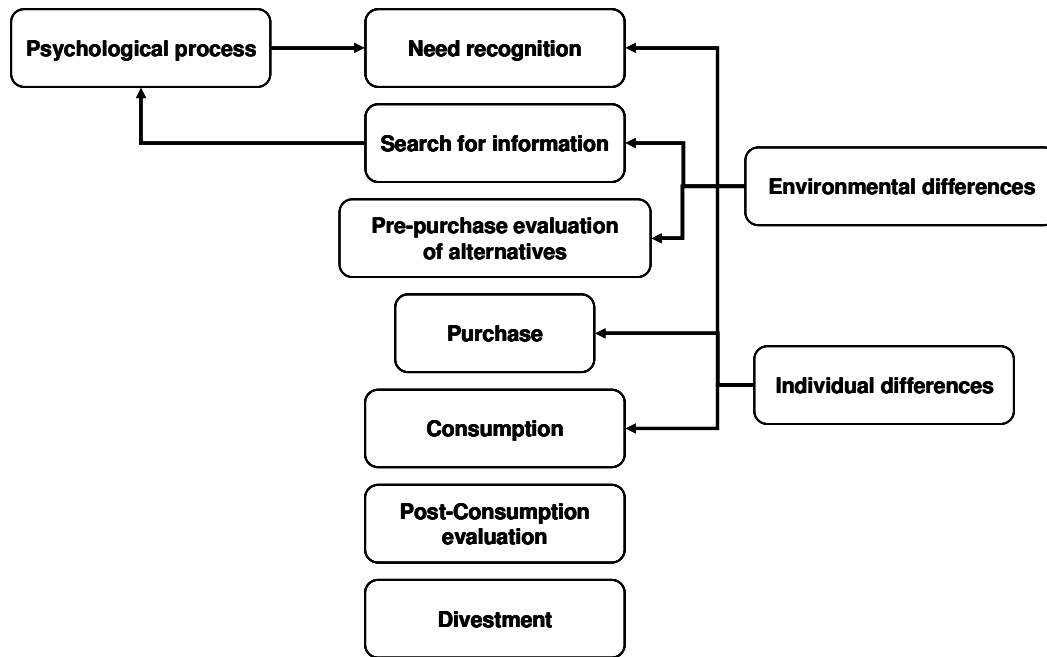 Psychological process
Need recognition
Search for information
Environmental differences
Pre-purchase evaluation
of alternatives
Purchase
Individual differences
Consumption
Post-Consumption
evaluation
Divestment